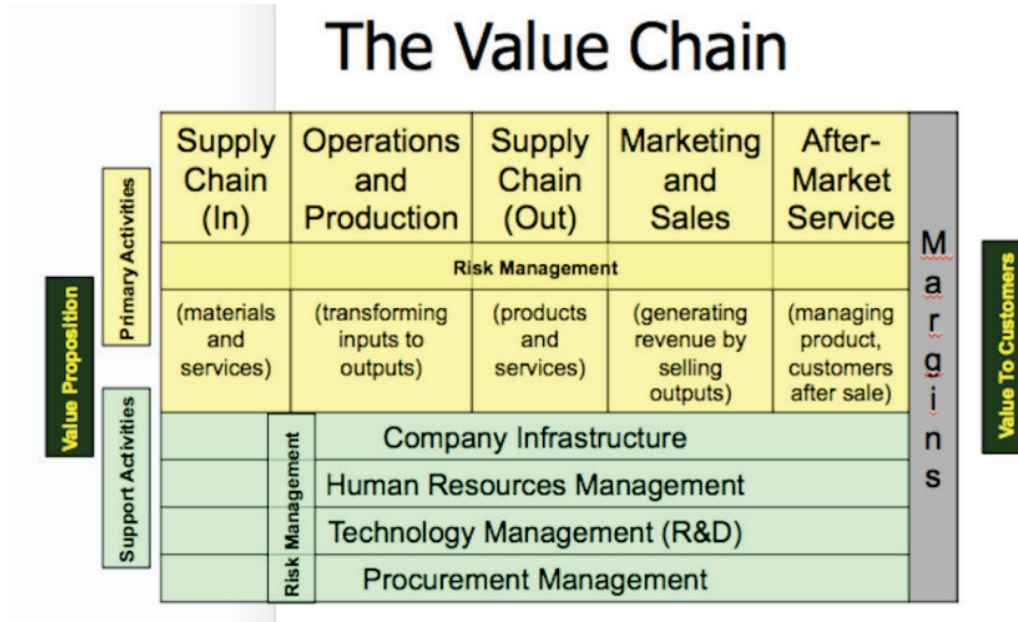 The Value Chain
Value Proposition
Primary Activities
Supply
Chain
(In)
Operations
and
Production
Supply
Chain
(Out)
Marketing
and
Sales
After-
Market
Service
Risk Management
(materials
and
services)
(transforming
inputs to
outputs)
(products
and
services)
(generating
revenue by
selling
outputs)
(managing
product,
customers
after sale)
Support Activities
Risk Management
Company Infrastructure
Human Resources Management
Technology Management (R&D)
Procurement Management
Margins
Value To Customers